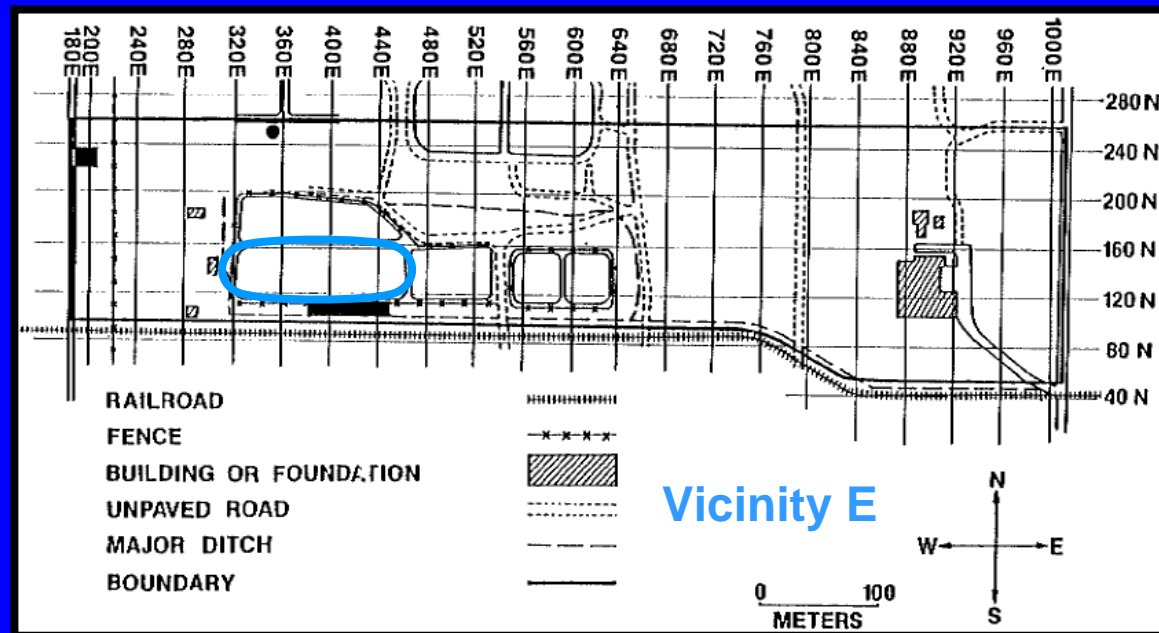 180E 200E 280E 320E 360E 400E 440E 480E 520E 560E 600E 640E 720E 760E 800E 840E 880E 920E 960E 1000E
280 N
240 N
200 N
160 N
120 N
80 N
40 N
RAILROAD
FENCE
BUILDING OR FOUNDATION
UNPAVED ROAD
MAJOR DITCH
BOUNDARY
Vicinity E
N
W E
S
0 100
METERS